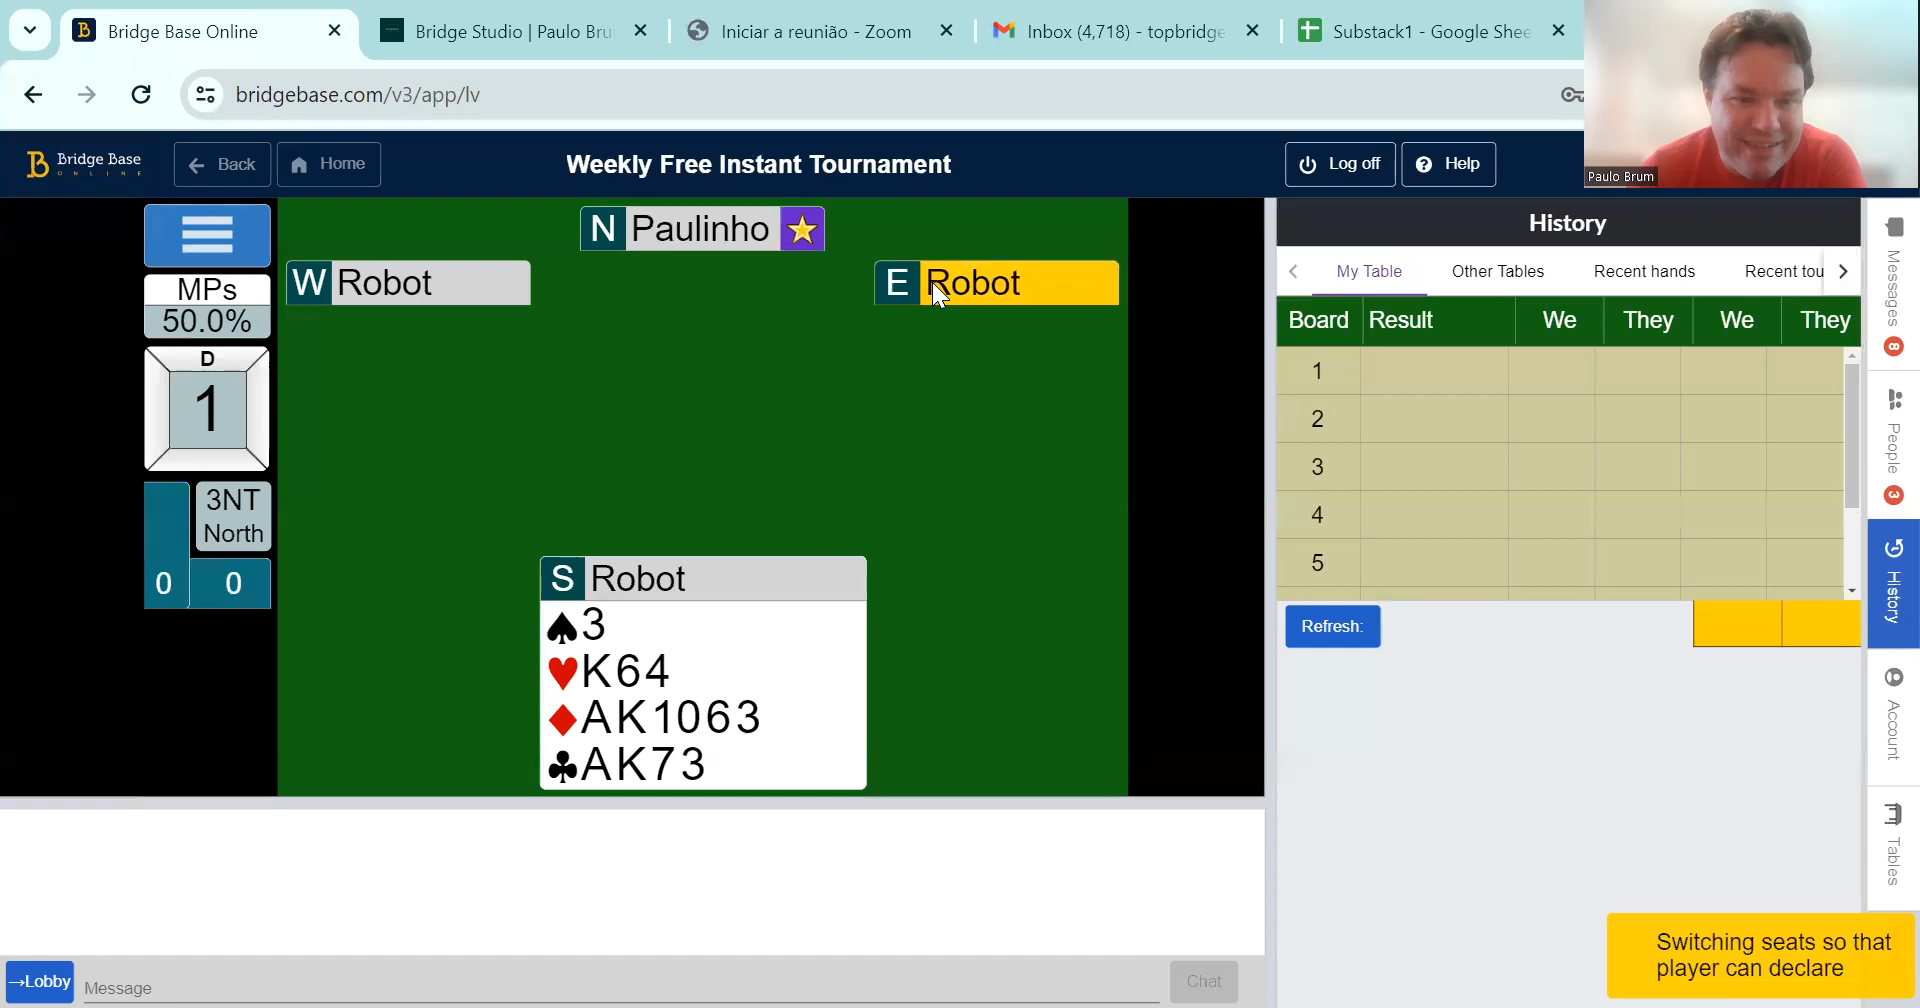 Bridge Base Online
Bridge Studio | Paulo Bru
Iniciar a reunião - Zoom
Inbox (4,718) - topbridge
Substack1 - Google Shee
bridgebase.com/v3/app/lv
Paulo Brum
B Bridge Base
ONLINE
Back
Home
Weekly Free Instant Tournament
Log off
Help
MPs
50.0%
D
1
3NT
North
0
0
N Paulinho
W Robot
E Robot
S Robot
♠3
♥K64
♦AK1063
♣AK73
History
My Table
Other Tables
Recent hands
Recent tou
Board Result We They We They
1
2
3
4
5
Refresh:
Messages 8
People 3
History
Account
Tables
Switching seats so that
player can declare
→Lobby
Message
Chat